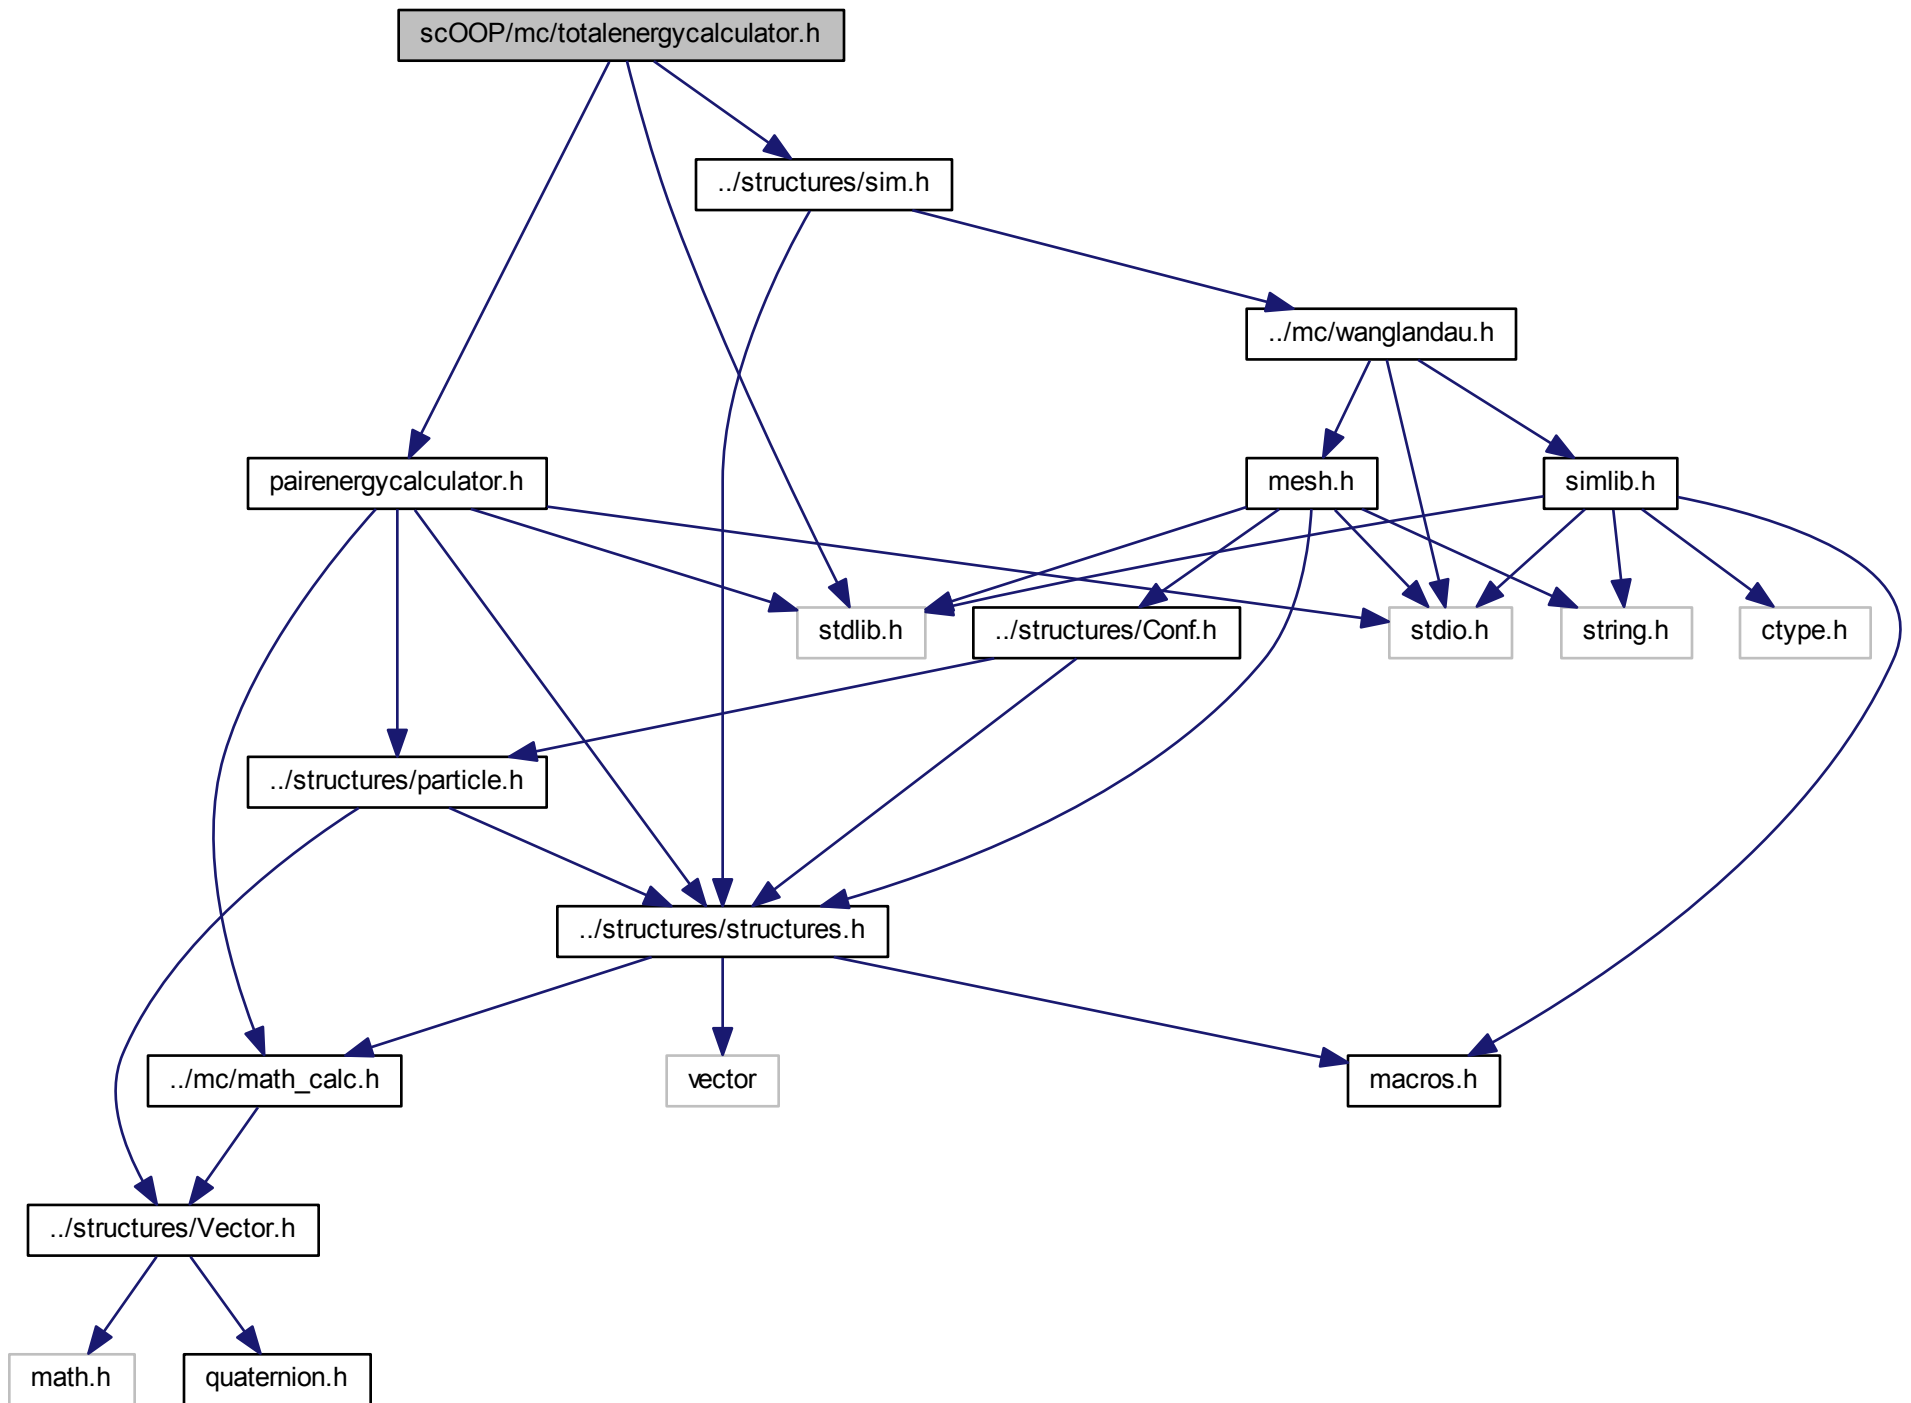 scOOP/mc/totalenergycalculator.h
../structures/sim.h
../mc/wanglandau.h
pairenergycalculator.h
mesh.h
simlib.h
stdlib.h
../structures/Conf.h
stdio.h
string.h
ctype.h
../structures/particle.h
../structures/structures.h
../mc/math_calc.h
vector
macros.h
../structures/Vector.h
math.h
quaternion.h